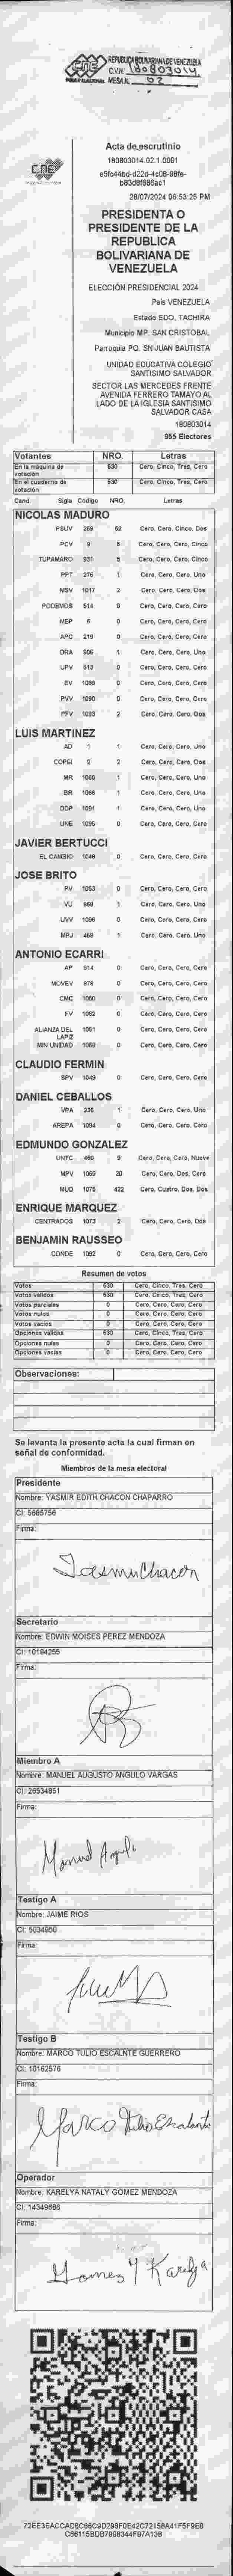 REPUBLICA BOLIVARIANA DE VENEZUELA
CNE
C.V.N. 180803014
PODER ELECTORAL MESA N. 02
CNE
Acta de escrutinio
180803014.02.1.0001
28/07/2024 06:53:25 PM
PRESIDENTA O
PRESIDENTE DE LA
REPUBLICA
BOLIVARIANA DE
VENEZUELA
ELECCIÓN PRESIDENCIAL 2024
País VENEZUELA
Estado EDO. TACHIRA
Municipio MP. SAN CRISTOBAL
Parroquia PQ. SN JUAN BAUTISTA
UNIDAD EDUCATIVA COLEGIO
SANTISIMO SALVADOR
SECTOR LAS MERCEDES FRENTE
AVENIDA FERRERO TAMAYO AL
LADO DE LA IGLESIA SANTISIMO
SALVADOR CASA
180803014
955 Electores
Votantes NRO. Letras
En la máquina de votación 530 Cero, Cinco, Tres, Cero
En el cuaderno de votación 530 Cero, Cinco, Tres, Cero
Cand. Sigla Codigo NRO. Letras
NICOLAS MADURO
PSUV 269 52 Cero, Cero, Cinco, Dos
PCV 9 5 Cero, Cero, Cero, Cinco
TUPAMARO 931 5 Cero, Cero, Cero, Cinco
PPT 276 1 Cero, Cero, Cero, Uno
MSV 1017 2 Cero, Cero, Cero, Dos
PODEMOS 514 0 Cero, Cero, Cero, Cero
MEP 6 0 Cero, Cero, Cero, Cero
APC 219 0 Cero, Cero, Cero, Cero
ORA 906 1 Cero, Cero, Cero, Uno
UPV 513 0 Cero, Cero, Cero, Cero
EV 1089 0 Cero, Cero, Cero, Cero
PVV 1090 0 Cero, Cero, Cero, Cero
PFV 1093 2 Cero, Cero, Cero, Dos
LUIS MARTINEZ
AD 1 1 Cero, Cero, Cero, Uno
COPEI 2 2 Cero, Cero, Cero, Dos
MR 1 Cero, Cero, Cero, Uno
BR 1066 1 Cero, Cero, Cero, Uno
DDP 1091 1 Cero, Cero, Cero, Uno
UNE 1095 0 Cero, Cero, Cero, Cero
JAVIER BERTUCCI
EL CAMBIO 1048 0 Cero, Cero, Cero, Cero
JOSE BRITO
PV 1053 0 Cero, Cero, Cero, Cero
VU 1 Cero, Cero, Cero, Uno
UVV 1096 0 Cero, Cero, Cero, Cero
MPJ 1 Cero, Cero, Cero, Uno
ANTONIO ECARRI
AP 814 0 Cero, Cero, Cero, Cero
MOVEV 978 0 Cero, Cero, Cero, Cero
CMC 1060 0 Cero, Cero, Cero, Cero
FV 1062 0 Cero, Cero, Cero, Cero
ALIANZA DEL LAPIZ 1061 0 Cero, Cero, Cero, Cero
MIN UNIDAD 1068 0 Cero, Cero, Cero, Cero
CLAUDIO FERMIN
SPV 1049 0 Cero, Cero, Cero, Cero
DANIEL CEBALLOS
VPA 236 1 Cero, Cero, Cero, Uno
AREPA 1094 0 Cero, Cero, Cero, Cero
EDMUNDO GONZALEZ
UNTC 460 9 Cero, Cero, Cero, Nueve
MPV 1069 20 Cero, Cero, Dos, Cero
MUD 1075 422 Cero, Cuatro, Dos, Dos
ENRIQUE MARQUEZ
CENTRADOS 1073 2 Cero, Cero, Cero, Dos
BENJAMIN RAUSSEO
CONDE 1092 0 Cero, Cero, Cero, Cero
Resumen de votos
Votos 530 Cero, Cinco, Tres, Cero
Votos validos 530 Cero, Cinco, Tres, Cero
Votos parciales 0 Cero, Cero, Cero, Cero
Votos nulos 0 Cero, Cero, Cero, Cero
Votos vacios 0 Cero, Cero, Cero, Cero
Opciones validas 530 Cero, Cinco, Tres, Cero
Opciones nulas 0 Cero, Cero, Cero, Cero
Opciones vacias 0 Cero, Cero, Cero, Cero
Observaciones:
Se levanta la presente acta la cual firman en
señal de conformidad.
Miembros de la mesa electoral
Presidente
Nombre: YASMIR EDITH CHACON CHAPARRO
CI: 5685756
Firma:
Secretario
Nombre: EDWIN MOISES PEREZ MENDOZA
CI: 10194255
Firma:
Miembro A
Nombre: MANUEL AUGUSTO ANGULO VARGAS
CI: 26534851
Firma:
Manuel Angulo
Testigo A
Nombre: JAIME RIOS
CI: 5034950
Firma:
Testigo B
Nombre: MARCO TULIO ESCALNTE GUERRERO
CI: 10162576
Firma:
Marco Tulio Escalante
Operador
Nombre: KARELYA NATALY GOMEZ MENDOZA
CI: 14349686
Firma:
Gomez Y Karelya